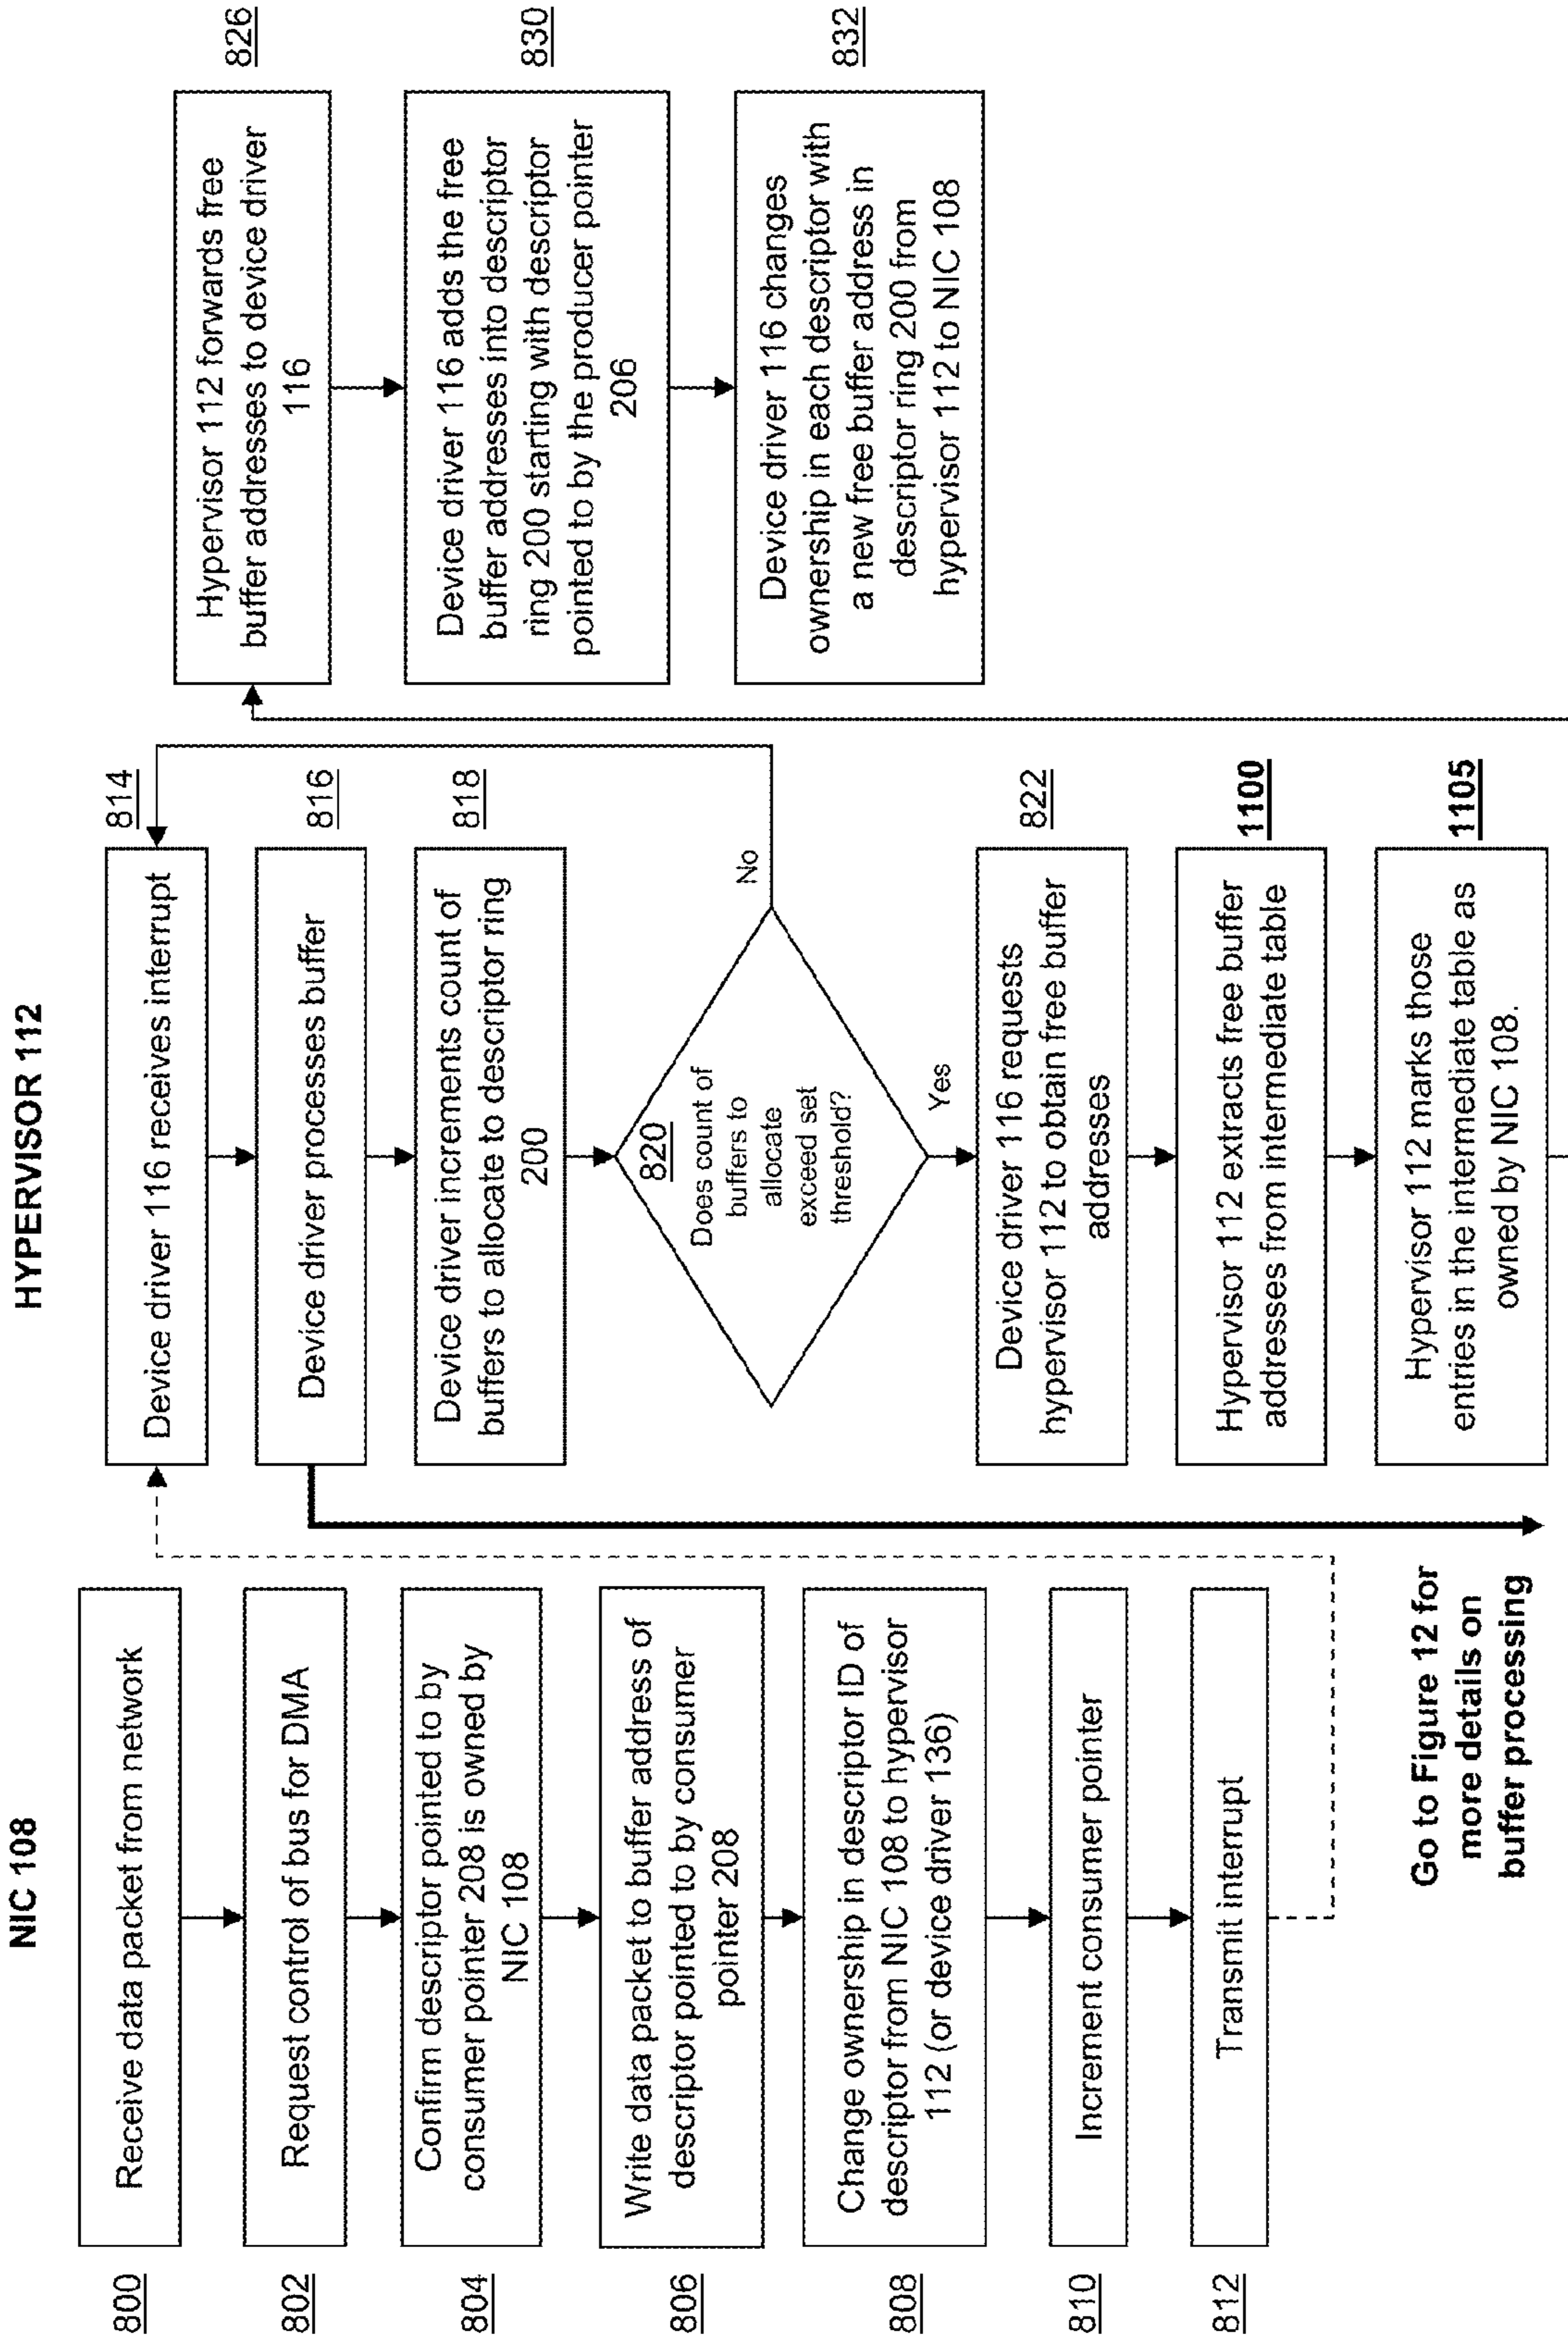 NIC 108
800
Receive data packet from network
802
Request control of bus for DMA
804
Confirm descriptor pointed to by
consumer pointer 208 is owned by
NIC 108
806
Write data packet to buffer address of
descriptor pointed to by consumer
pointer 208
808
Change ownership in descriptor ID of
descriptor from NIC 108 to hypervisor
112 (or device driver 136)
810
Increment consumer pointer
812
Transmit interrupt
Go to Figure 12 for
more details on
buffer processing
HYPERVISOR 112
814
Device driver 116 receives interrupt
816
Device driver processes buffer
818
Device driver increments count of
buffers to allocate to descriptor ring
200
820
Does count of
buffers to
allocate
exceed set
threshold?
No
Yes
822
Device driver 116 requests
hypervisor 112 to obtain free buffer
addresses
1100
Hypervisor 112 extracts free buffer
addresses from intermediate table
1105
Hypervisor 112 marks those
entries in the intermediate table as
owned by NIC 108.
826
Hypervisor 112 forwards free
buffer addresses to device driver
116
830
Device driver 116 adds the free
buffer addresses into descriptor
ring 200 starting with descriptor
pointed to by the producer pointer
206
832
Device driver 116 changes
ownership in each descriptor with
a new free buffer address in
descriptor ring 200 from
hypervisor 112 to NIC 108